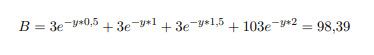 B = 3e^{-y*0,5} + 3e^{-y*1} + 3e^{-y*1,5} + 103e^{-y*2} = 98,39